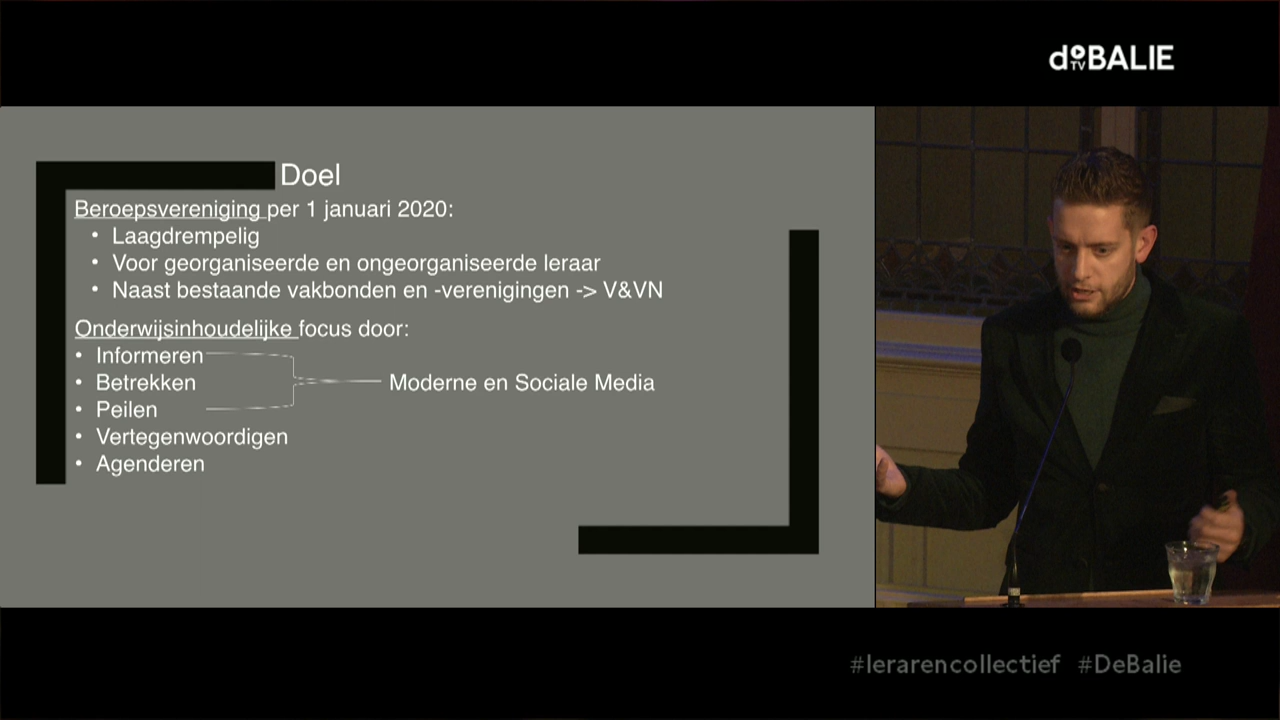 doTVBALIE
Doel
Beroepsvereniging per 1 januari 2020:
• Laagdrempelig
• Voor georganiseerde en ongeorganiseerde leraar
• Naast bestaande vakbonden en -verenigingen -> V&VN
Onderwijsinhoudelijke focus door:
• Informeren
• Betrekken
• Peilen
• Vertegenwoordigen
• Agenderen
Moderne en Sociale Media
#lerarencollectief #DeBalie